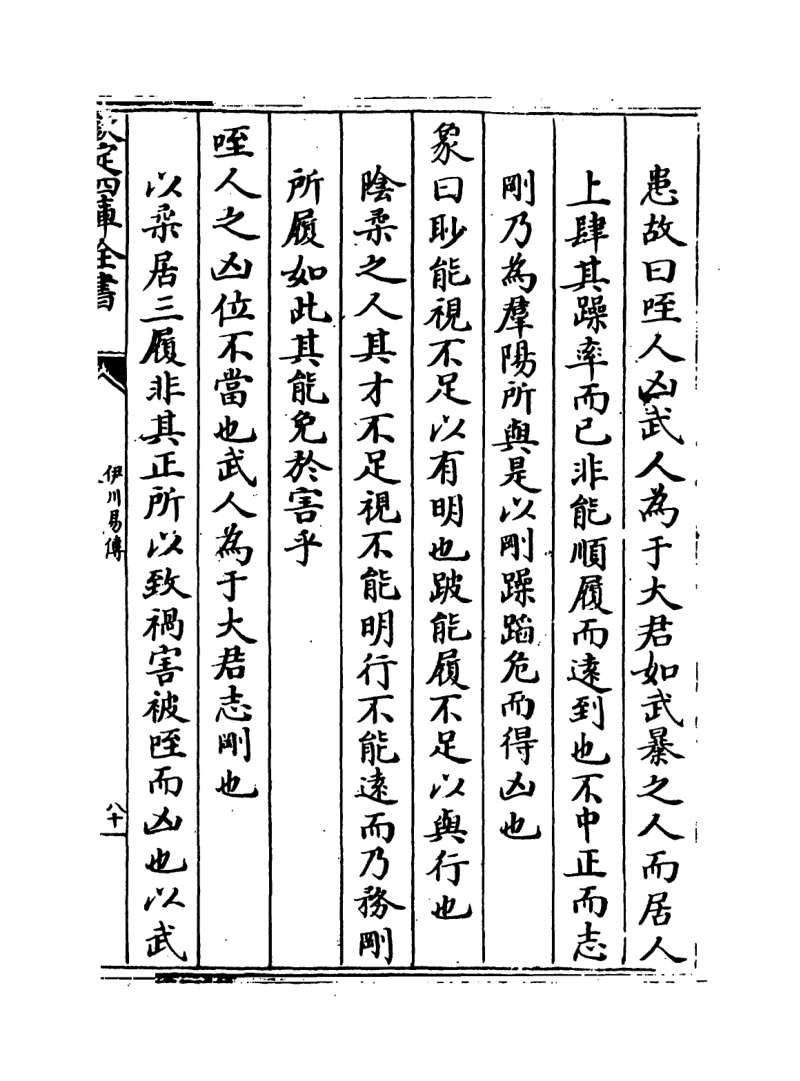 患故曰咥人凶武人為于大君如武㬥之人而居人
上肆其躁率而已非能順履而遠到也不中正而志
剛乃為羣陽所與是以剛躁蹈危而得凶也
象曰眇能視不足以有明也跛能履不足以與行也
陰柔之人其才不足視不能明行不能遠而乃務剛
所履如此其能免於害乎
咥人之凶位不當也武人為于大君志剛也
以柔居三履非其正所以致禍害被咥而凶也以武
欽定四庫全書
伊川易傳
八十